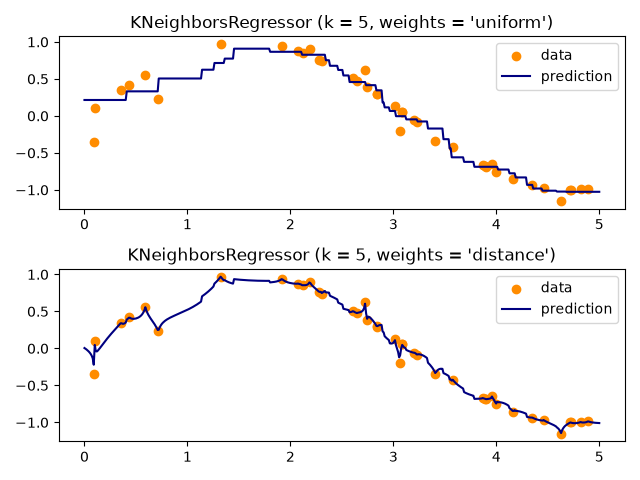 KNeighborsRegressor (k = 5, weights = 'uniform')
1.0
0.5
0.0
−0.5
−1.0
data
prediction
0 1 2 3 4 5
KNeighborsRegressor (k = 5, weights = 'distance')
1.0
0.5
0.0
−0.5
−1.0
data
prediction
0 1 2 3 4 5